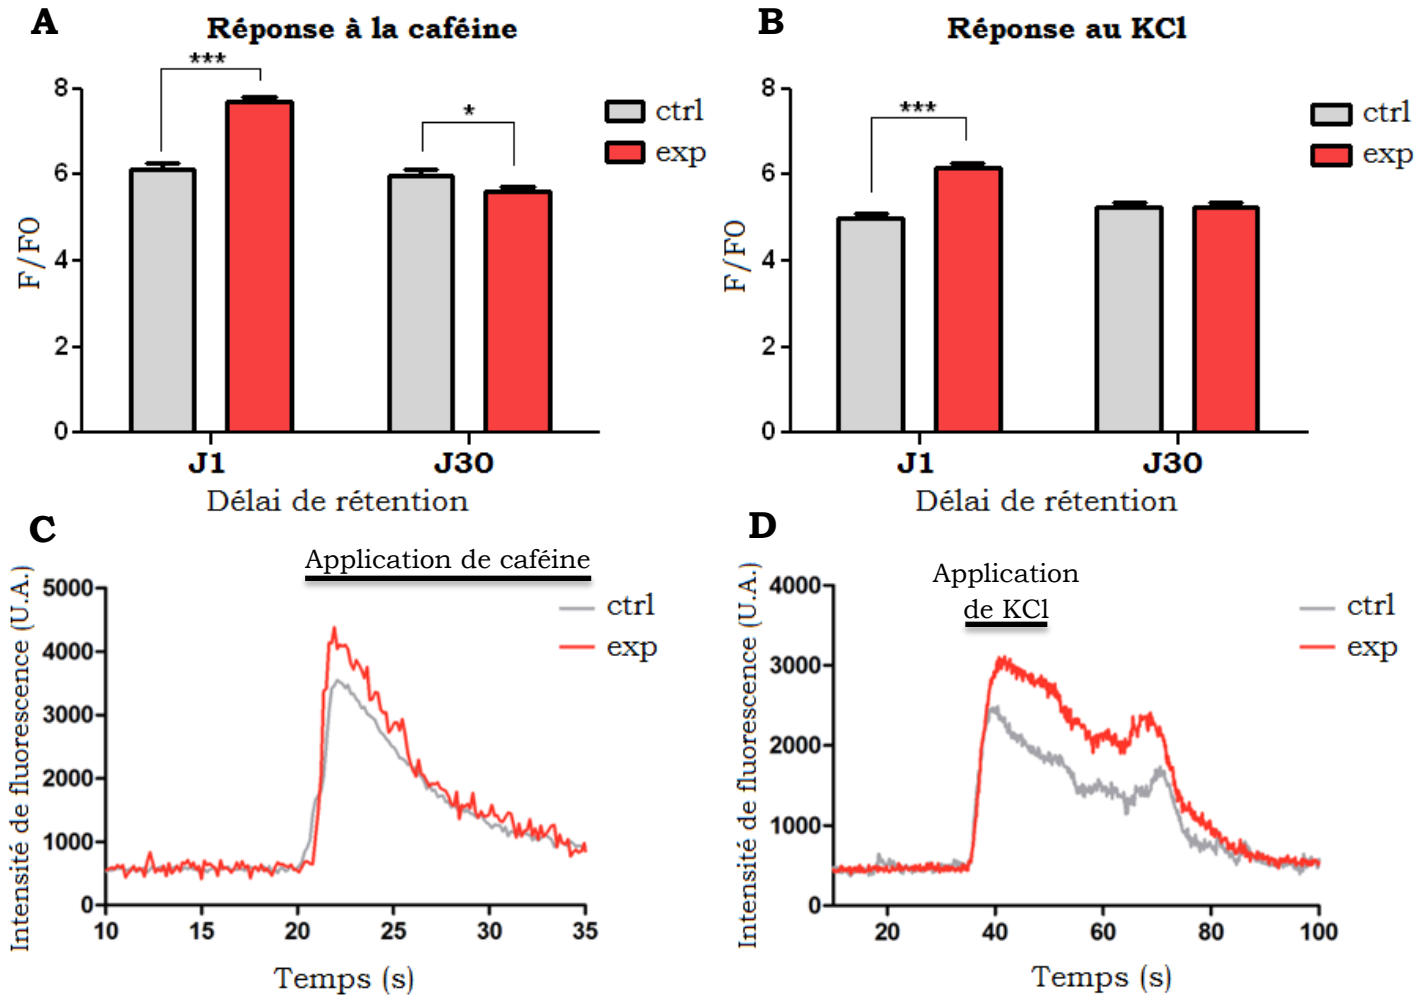 A
Réponse à la caféine
***
*
ctrl
exp
8
6
4
2
0
F/F0
J1
J30
Délai de rétention
B
Réponse au KCl
***
ctrl
exp
8
6
4
2
0
F/F0
J1
J30
Délai de rétention
C
Application de caféine
ctrl
exp
5000
4000
3000
2000
1000
0
Intensité de fluorescence (U.A.)
10
15
20
25
30
35
Temps (s)
D
Application
de KCl
ctrl
exp
4000
3000
2000
1000
0
Intensité de fluorescence (U.A.)
20
40
60
80
100
Temps (s)